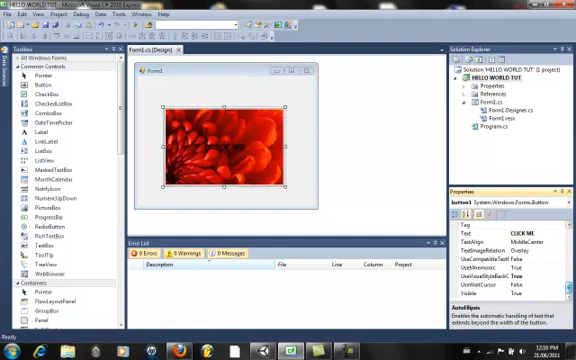 HELLO WORLD TUT - Microsoft Visual C# 2010 Express
File Edit View Project Build Debug Data Format Tools Window Help
Toolbox
All Windows Forms
Common Controls
Pointer
Button
CheckBox
CheckedListBox
ComboBox
DateTimePicker
Label
LinkLabel
ListBox
ListView
MaskedTextBox
MonthCalendar
NotifyIcon
NumericUpDown
PictureBox
ProgressBar
RadioButton
RichTextBox
TextBox
ToolTip
TreeView
WebBrowser
Containers
Pointer
FlowLayoutPanel
GroupBox
Panel
Data Sources
Form1.cs [Design]
Form1
CLICK ME
Error List
0 Errors
0 Warnings
0 Messages
Description
File
Line
Column
Project
Solution Explorer
Solution 'HELLO WORLD TUT' (1 project)
HELLO WORLD TUT
Properties
References
Form1.cs
Form1.Designer.cs
Form1.resx
Program.cs
Properties
button1 System.Windows.Forms.Button
Tag
Text CLICK ME
TextAlign MiddleCenter
TextImageRelation Overlay
UseCompatibleText False
UseMnemonic True
UseVisualStyleBackC True
UseWaitCursor False
Visible True
AutoEllipsis
Enables the automatic handling of text that extends beyond the width of the button.
Ready
12:16 PM
21/06/2011